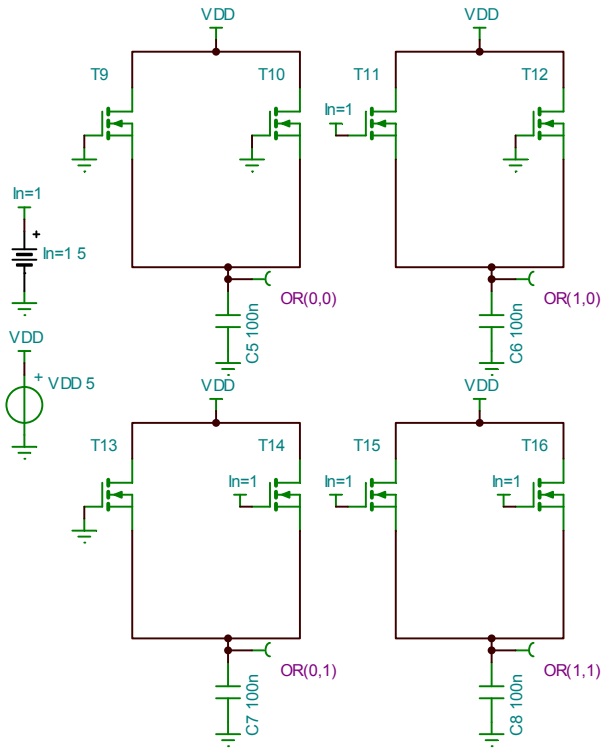 VDD
VDD
T9
T10
T11
T12
In=1
In=1
In=1 5
+
OR(0,0)
OR(1,0)
C5 100n
C6 100n
VDD
+
VDD 5
VDD
VDD
T13
T14
T15
T16
In=1
In=1
In=1
OR(0,1)
OR(1,1)
C7 100n
C8 100n